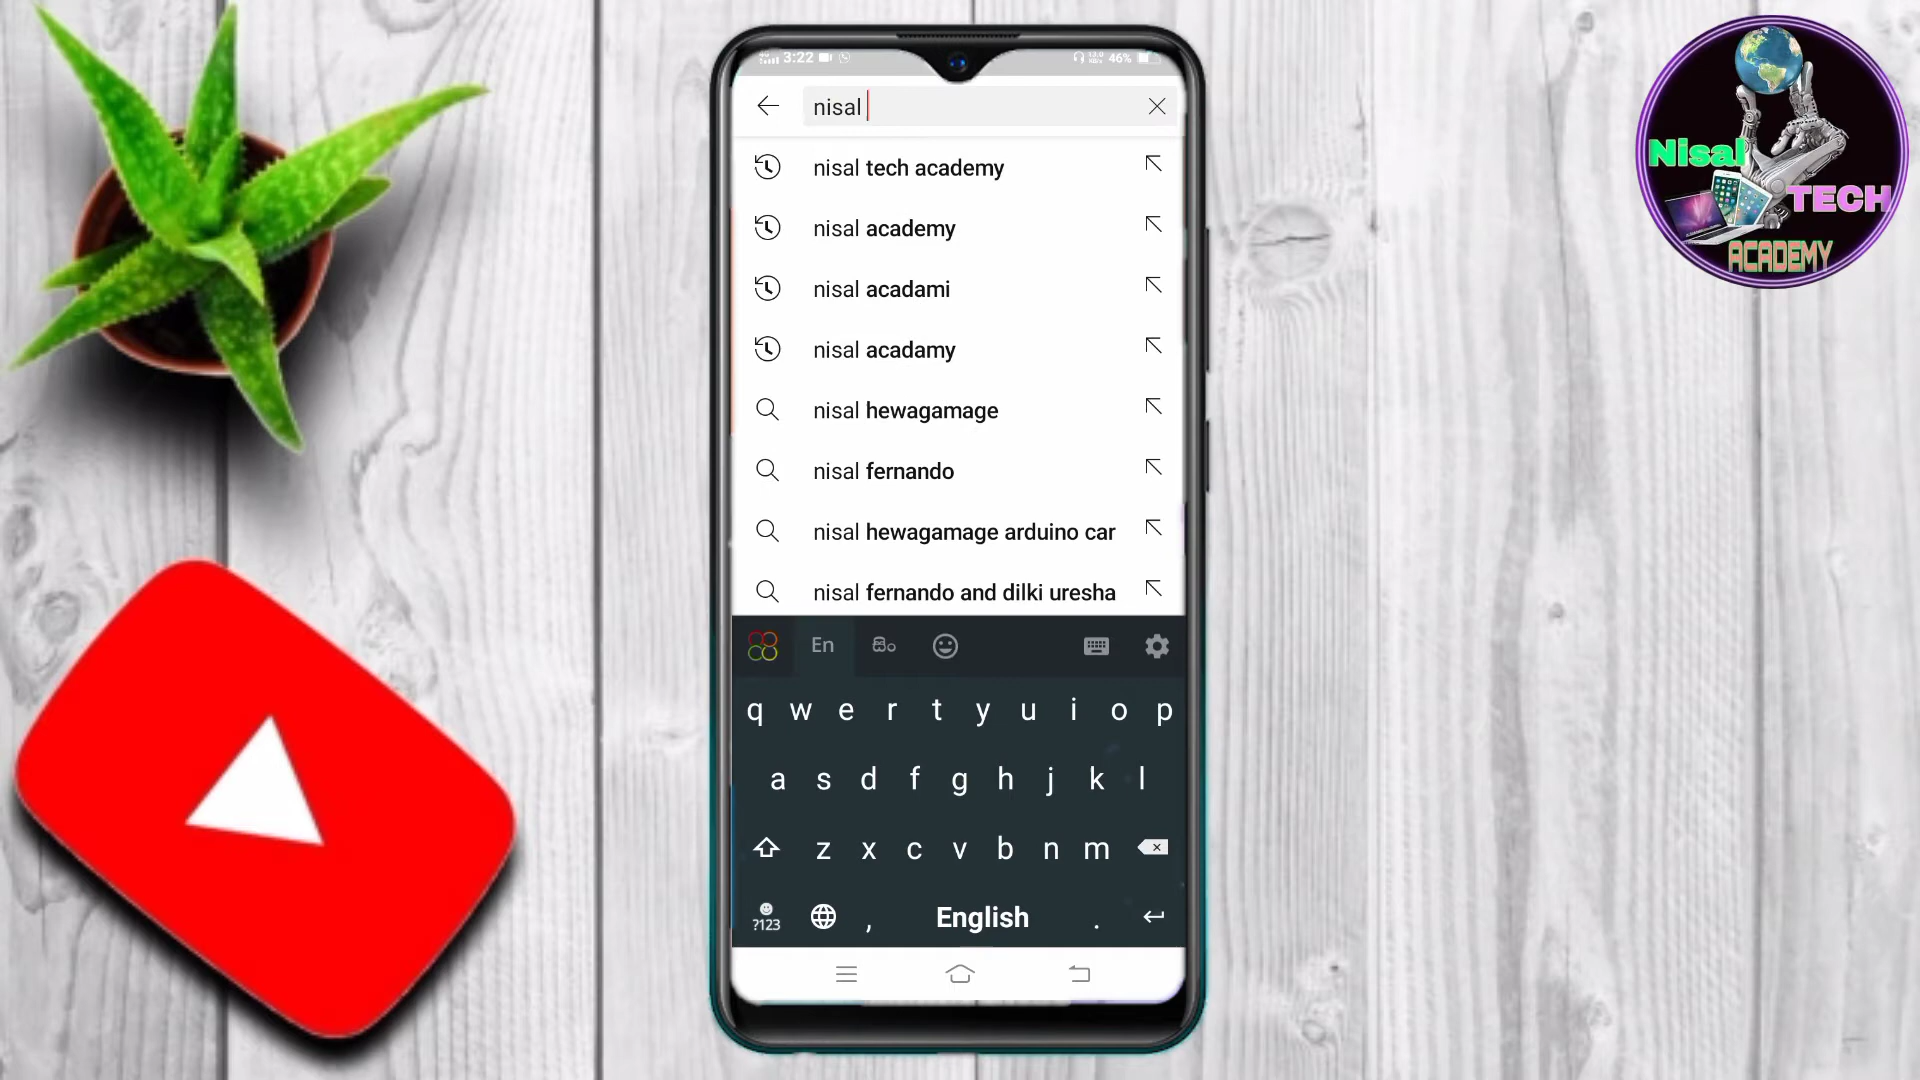 3:22 46%
nisal
nisal tech academy
nisal academy
nisal acadami
nisal acadamy
nisal hewagamage
nisal fernando
nisal hewagamage arduino car
nisal fernando and dilki uresha
En
q w e r t y u i o p
a s d f g h j k l
z x c v b n m
?123 , English .
Nisal
TECH
ACADEMY